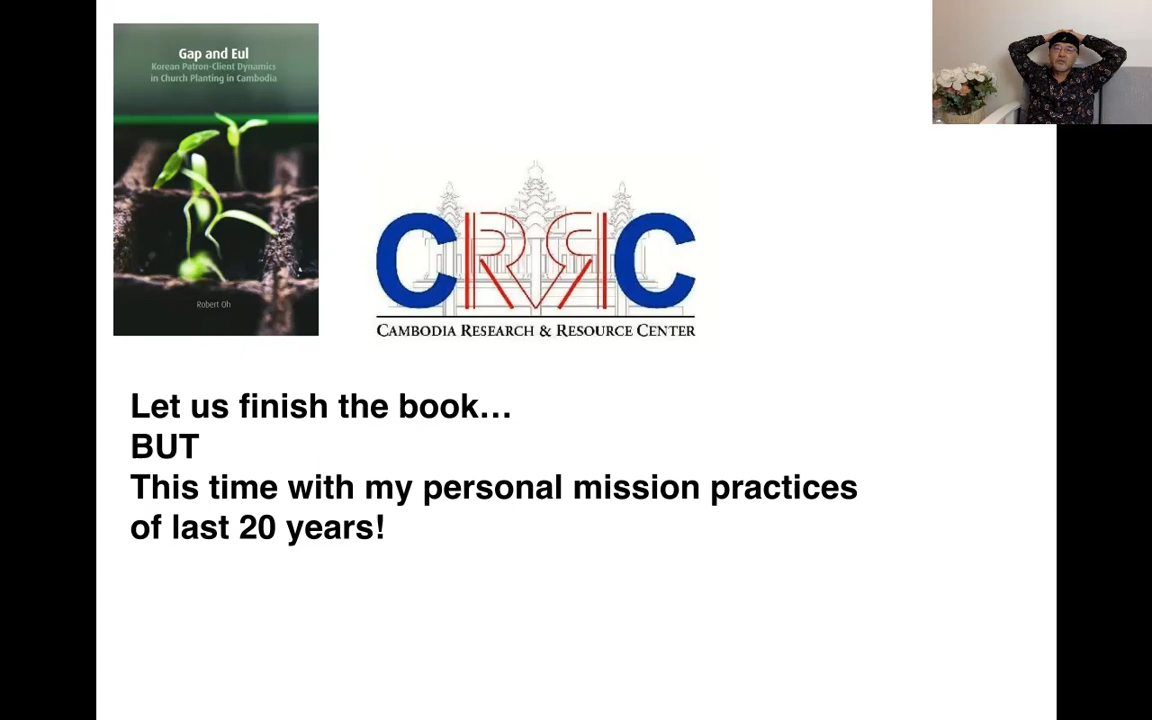 Gap and Eul
Korean Patron-Client Dynamics
in Church Planting in Cambodia
Robert Oh
CRRC
CAMBODIA RESEARCH & RESOURCE CENTER
Let us finish the book…
BUT
This time with my personal mission practices
of last 20 years!